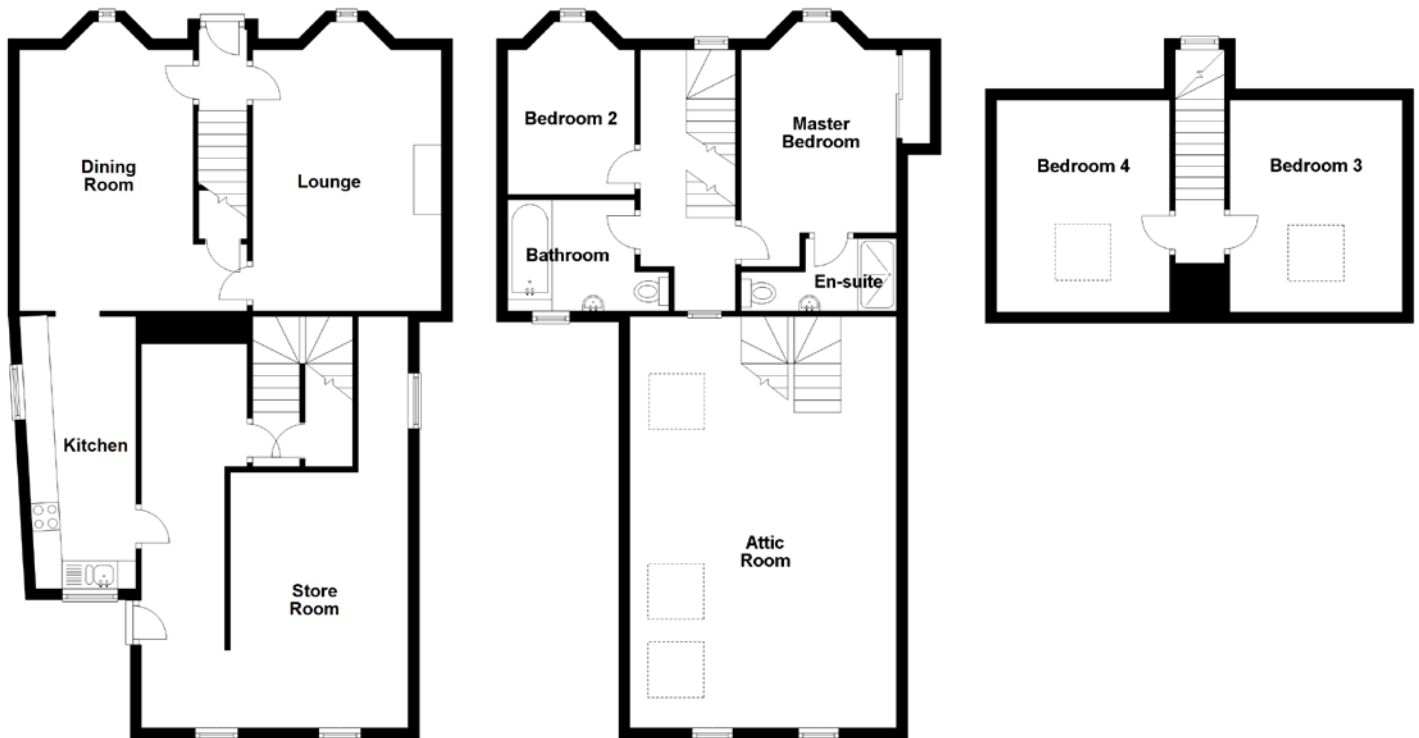 Dining
Room
Lounge
Kitchen
Store
Room
Bedroom 2
Master
Bedroom
Bathroom
En-suite
Attic
Room
Bedroom 4
Bedroom 3